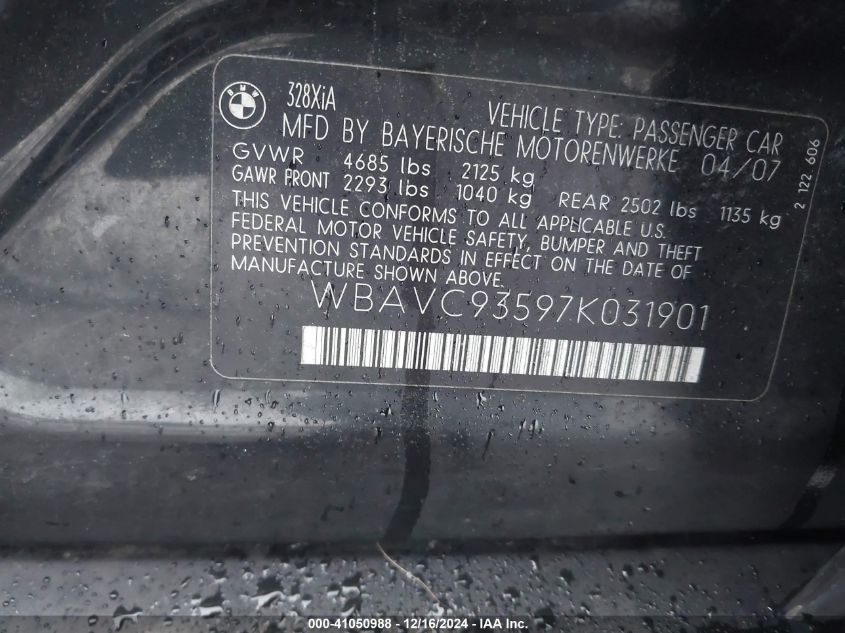 BMW
328XiA
VEHICLE TYPE: PASSENGER CAR
MFD BY BAYERISCHE MOTORENWERKE 04/07
GVWR 4685 lbs 2125 kg
GAWR FRONT 2293 lbs 1040 kg REAR 2502 lbs 1135 kg
THIS VEHICLE CONFORMS TO ALL APPLICABLE U.S.
FEDERAL MOTOR VEHICLE SAFETY, BUMPER AND THEFT
PREVENTION STANDARDS IN EFFECT ON THE DATE OF
MANUFACTURE SHOWN ABOVE.
WBAVC93597K031901
2 122 606
000-41050988 - 12/16/2024 - IAA Inc.